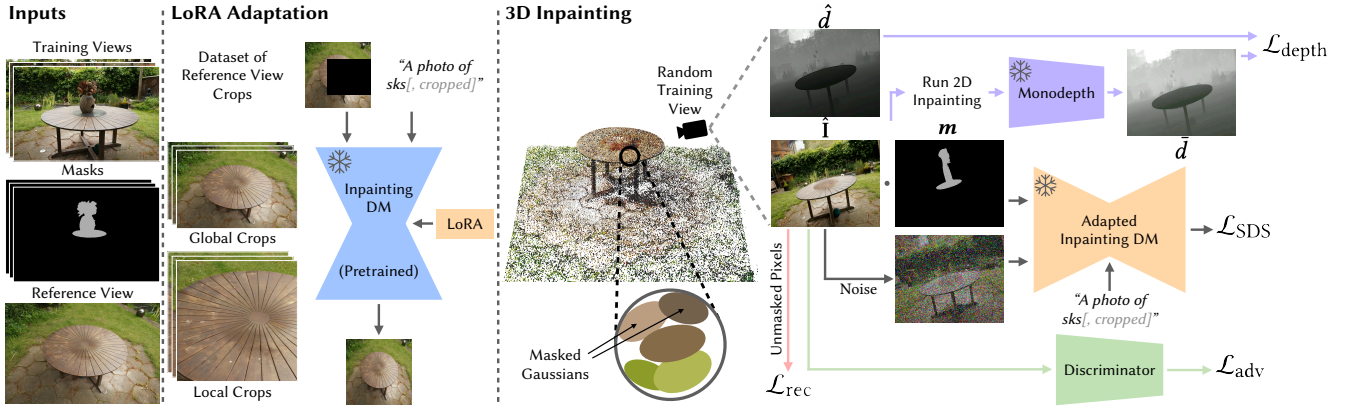 Inputs
Training Views
Masks
Reference View
LoRA Adaptation
Dataset of
Reference View
Crops
“A photo of
sks[, cropped]”
Global Crops
Local Crops
Inpainting
DM
(Pretrained)
LoRA
3D Inpainting
Random
Training
View
Masked
Gaussians
d̂
Î
m
Run 2D
Inpainting
Monodepth
d̄
ℒdepth
Noise
Unmasked Pixels
Adapted
Inpainting DM
“A photo of
sks[, cropped]”
ℒSDS
Discriminator
ℒadv
ℒrec